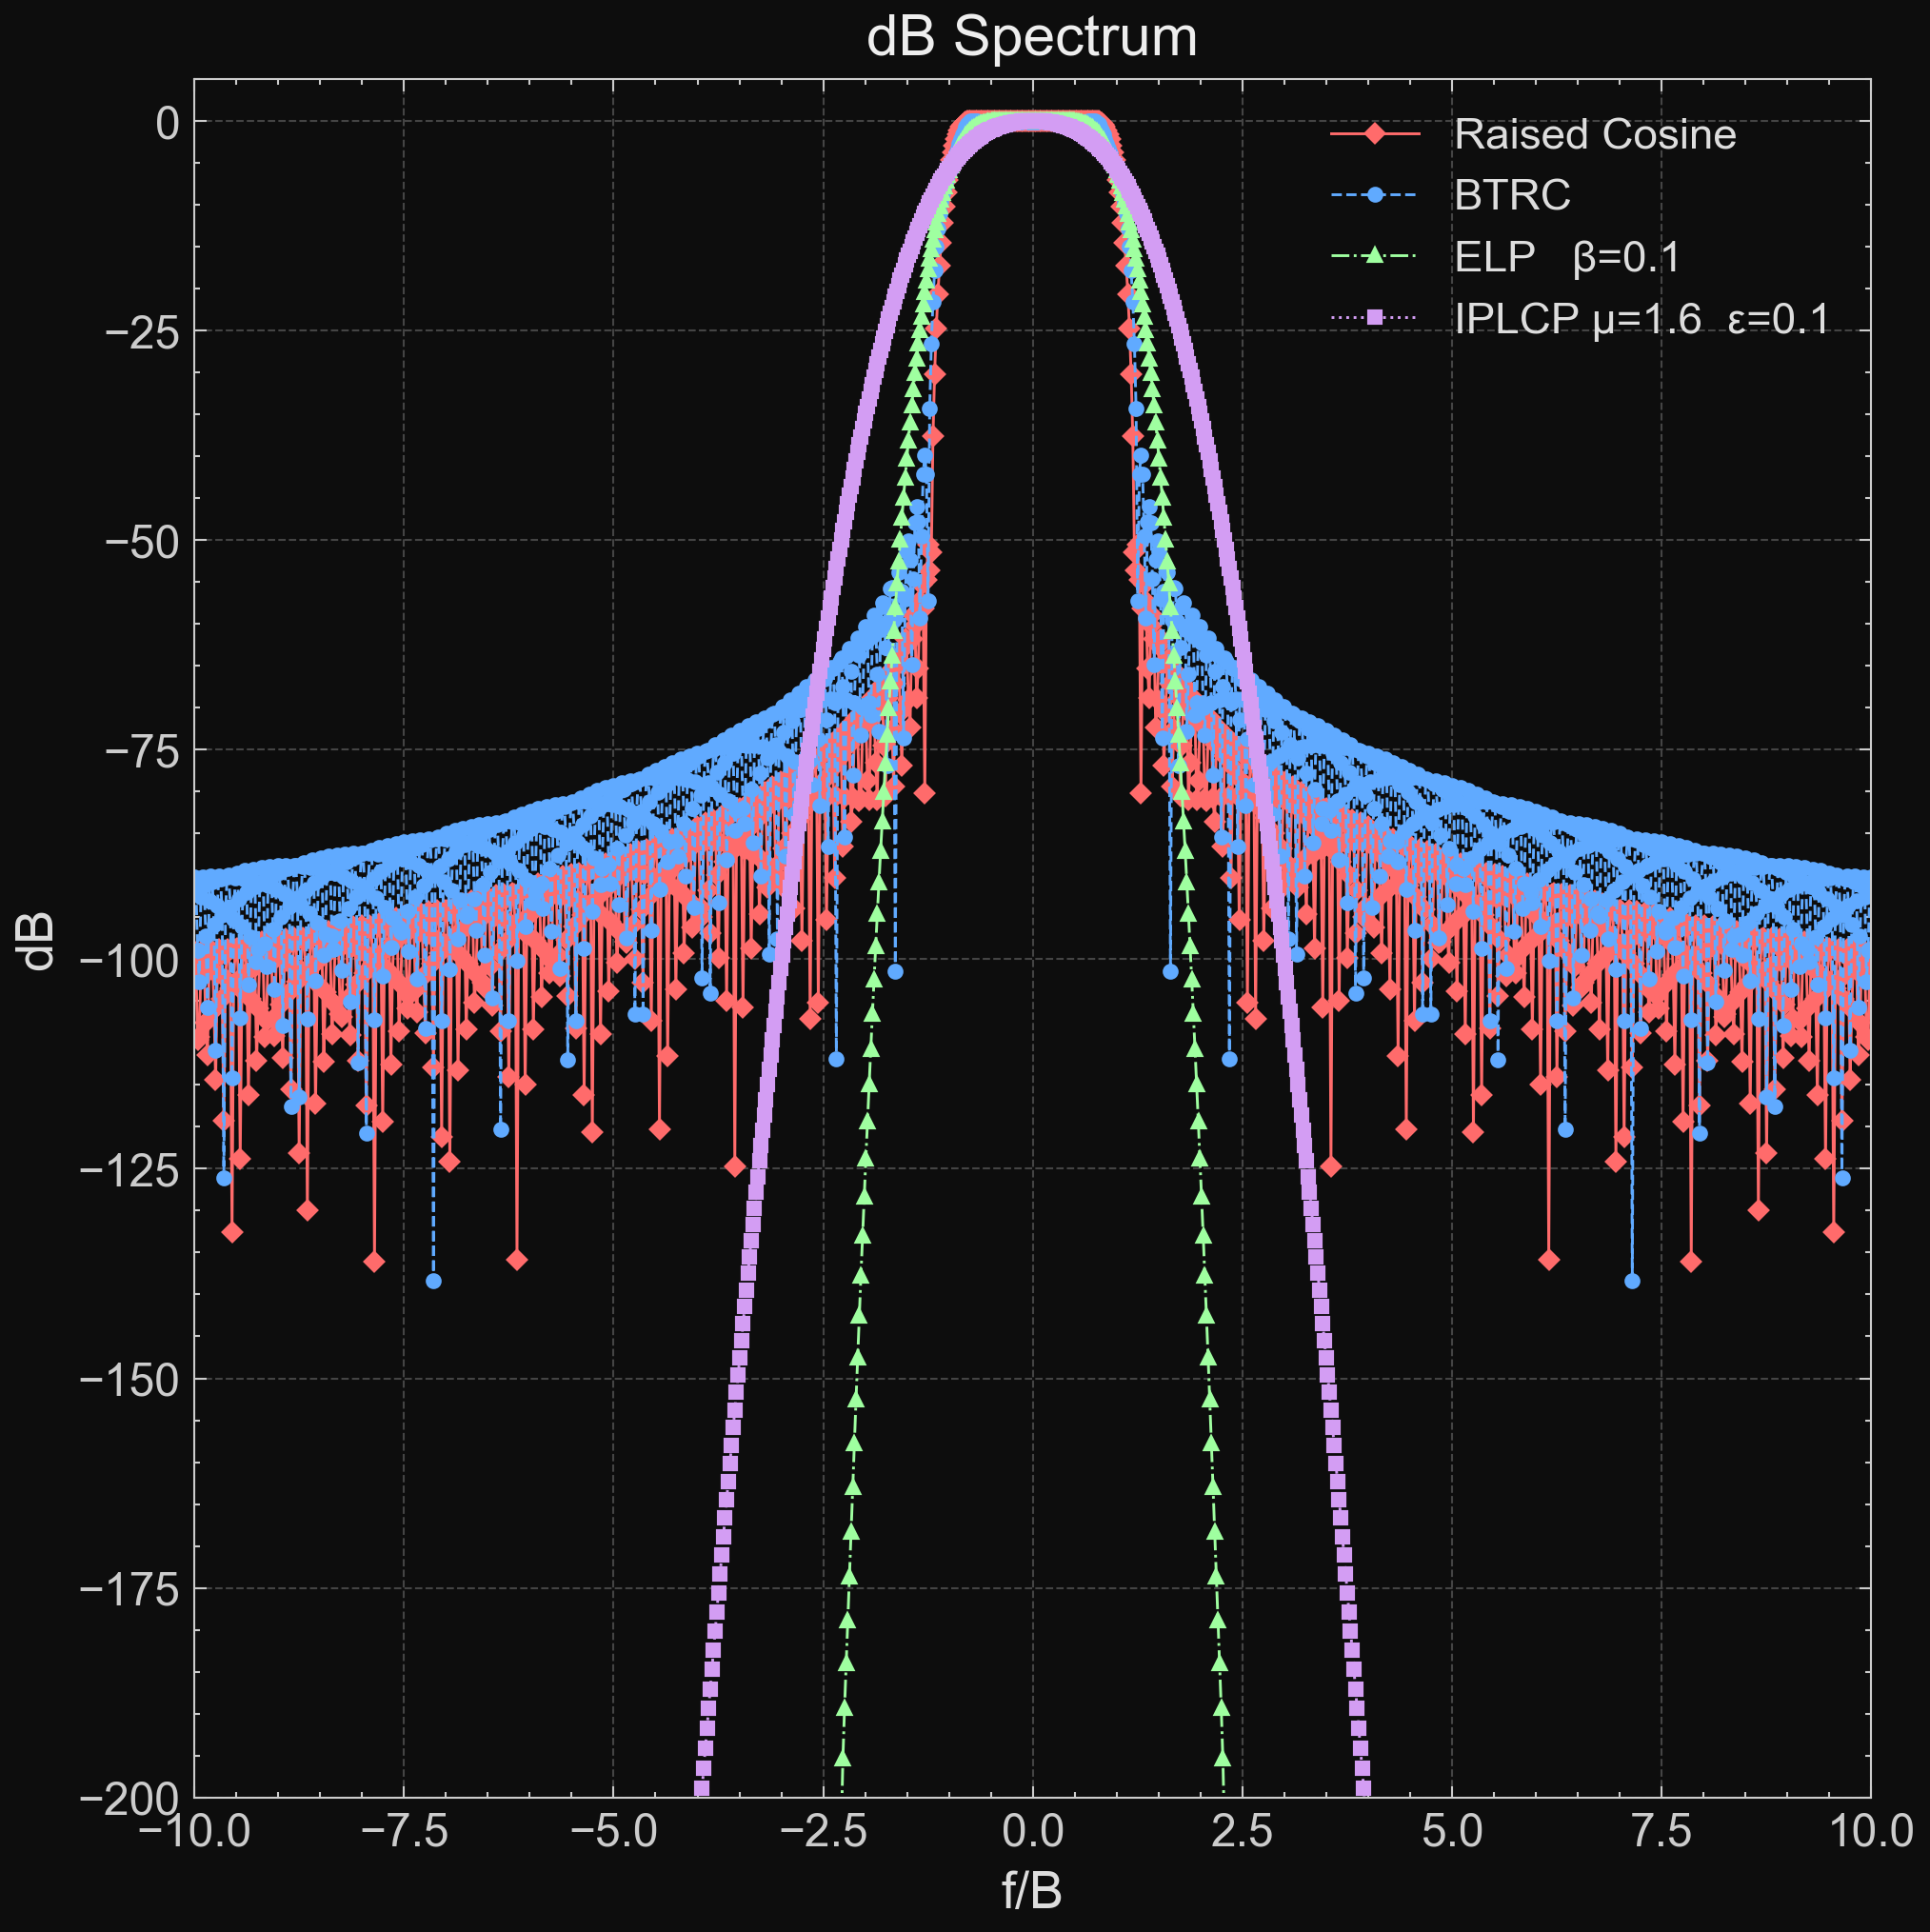 dB Spectrum
Raised Cosine
BTRC
ELP   β=0.1
IPLCP μ=1.6  ε=0.1
0
−25
−50
−75
−100
−125
−150
−175
−200
dB
−10.0 −7.5 −5.0 −2.5 0.0 2.5 5.0 7.5 10.0
f/B